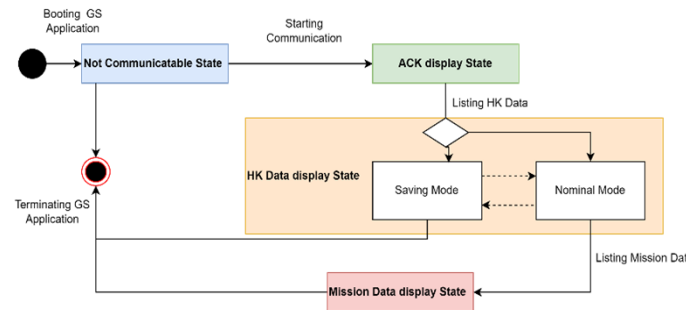 Booting GS
Application
Starting
Communication
Not Communicatable State
ACK display State
Listing HK Data
HK Data display State
Saving Mode
Nominal Mode
Terminating GS
Application
Listing Mission Dat
Mission Data display State